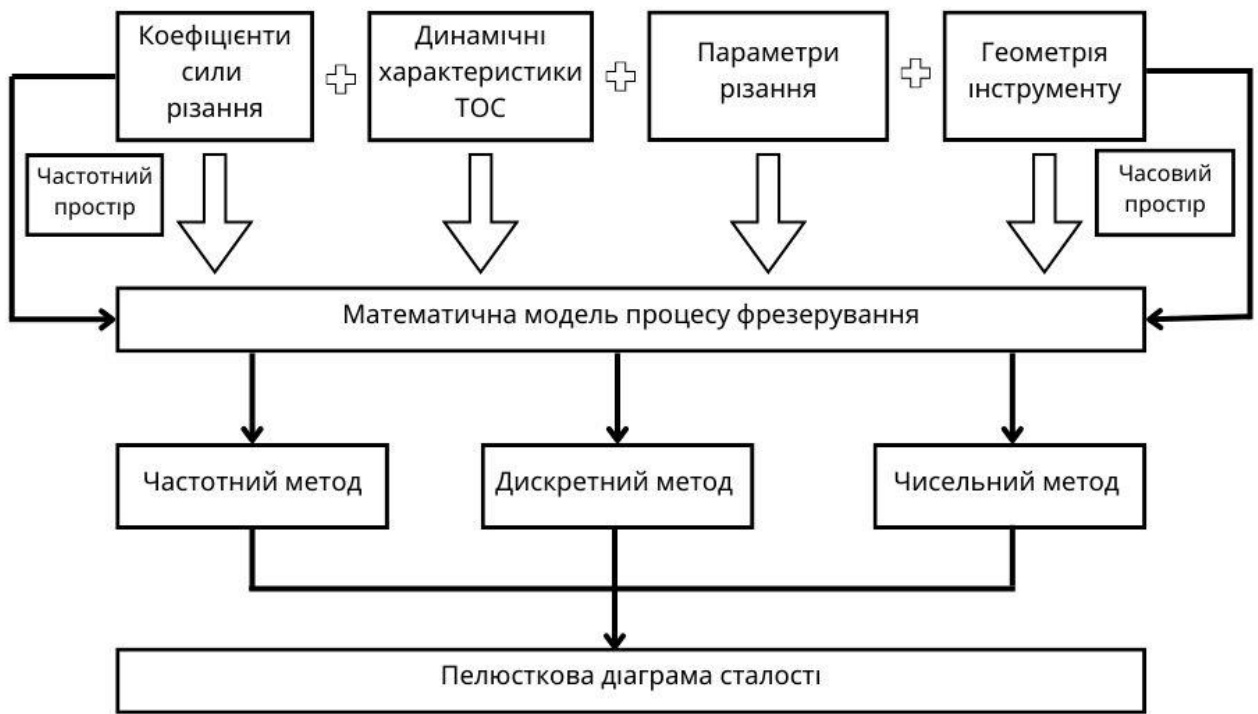 Коефіцієнти
сили
різання
Динамічні
характеристики
ТОС
Параметри
різання
Геометрія
інструменту
Частотний
простір
Часовий
простір
Математична модель процесу фрезерування
Частотний метод
Дискретний метод
Чисельний метод
Пелюсткова діаграма сталості